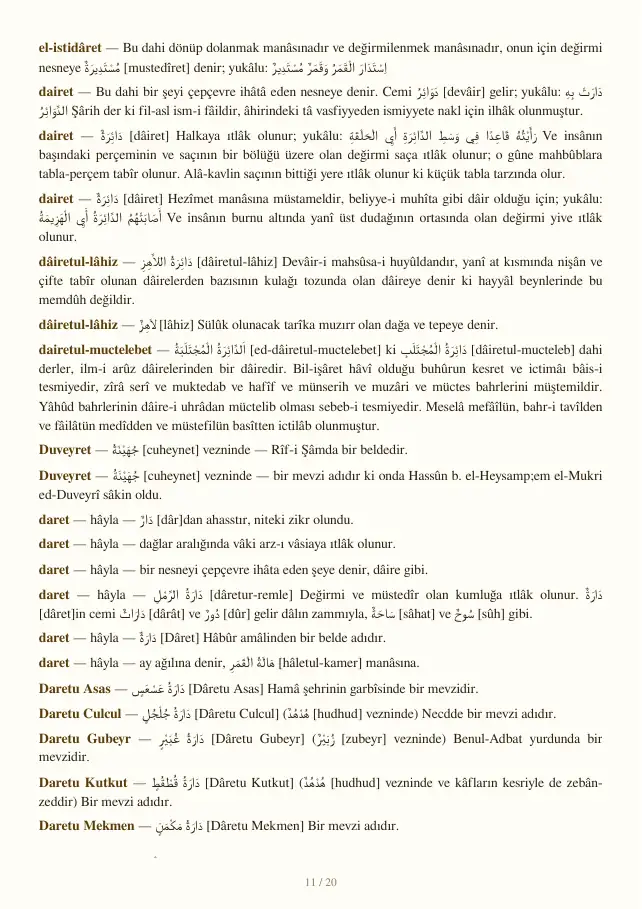 el-istidâret — Bu dahi dönüp dolanmak manâsınadır ve değirmilenmek manâsınadır, onun için değirmi
nesneye مُسْتَدِيرَةٌ [mustedîret] denir; yukâlu: اِسْتَدَارَ الْقَمَرُ وَقَمَرٌ مُسْتَدِيرٌ
dairet — Bu dahi bir şeyi çepçevre ihâtâ eden nesneye denir. Cemi دَوَائِرُ [devâir] gelir; yukâlu: دَارَتْ بِهِ
الدَّوَائِرُ Şârih der ki fil-asl ism-i fâildir, âhirindeki tâ vasfiyyeden ismiyyete nakl için ilhâk olunmuştur.
dairet — دَائِرَةٌ [dâiret] Halkaya ıtlâk olunur; yukâlu: رَأَيْتُهُ قَاعِدًا فِي وَسَطِ الدَّائِرَةِ أَيِ الْحَلْقَةِ Ve insânın
başındaki perçeminin ve saçının bir bölüğü üzere olan değirmi saça ıtlâk olunur; o gûne mahbûblara
tabla-perçem tabîr olunur. Alâ-kavlin saçının bittiği yere ıtlâk olunur ki küçük tabla tarzında olur.
dairet — دَائِرَةٌ [dâiret] Hezîmet manâsına müstameldir, beliyye-i muhîta gibi dâir olduğu için; yukâlu:
أَصَابَتْهُمُ الدَّائِرَةُ أَيِ الْهَزِيمَةُ Ve insânın burnu altında yanî üst dudağının ortasında olan değirmi yive ıtlâk
olunur.
dâiretul-lâhiz — دَائِرَةُ اللاَّهِزِ [dâiretul-lâhiz] Devâir-i mahsûsa-i huyûldandır, yanî at kısmında nişân ve
çifte tabîr olunan dâirelerden bazısının kulağı tozunda olan dâireye denir ki hayyâl beynlerinde bu
memdûh değildir.
dâiretul-lâhiz — لاَهِزٌ [lâhiz] Sülûk olunacak tarîka muzırr olan dağa ve tepeye denir.
dairetul-muctelebet — اَلدَّائِرَةُ الْمُجْتَلَبَةُ [ed-dâiretul-muctelebet] ki دَائِرَةُ الْمُجْتَلَبِ [dâiretul-mucteleb] dahi
derler, ilm-i arûz dâirelerinden bir dâiredir. Bil-işâret hâvî olduğu buhûrun kesret ve ictimâı bâis-i
tesmiyedir, zîrâ serî ve muktedab ve hafîf ve münserih ve muzâri ve müctes bahrlerini müştemildir.
Yâhûd bahrlerinin dâire-i uhrâdan müctelib olması sebeb-i tesmiyedir. Meselâ mefâîlün, bahr-i tavîlden
ve fâilâtün medîdden ve müstefilün basîtten ictilâb olunmuştur.
Duveyret — جُهَيْنَةُ [cuheynet] vezninde — Rîf-i Şâmda bir beldedir.
Duveyret — جُهَيْنَةُ [cuheynet] vezninde — bir mevzi adıdır ki onda Hassûn b. el-Heysamp;em el-Mukri
ed-Duveyrî sâkin oldu.
daret — hâyla — دَارٌ [dâr]dan ahasstır, niteki zikr olundu.
daret — hâyla — dağlar aralığında vâki arz-ı vâsiaya ıtlâk olunur.
daret — hâyla — bir nesneyi çepçevre ihâta eden şeye denir, dâire gibi.
daret — hâyla — دَارَةُ الرَّمْلِ [dâretur-remle] Değirmi ve müstedîr olan kumluğa ıtlâk olunur. دَارَةٌ
[dâret]in cemi دَارَاتٌ [dârât] ve دُورٌ [dûr] gelir dâlın zammıyla, سَاحَةٌ [sâhat] ve سُوحٌ [sûh] gibi.
daret — hâyla — دَارَةٌ [Dâret] Hâbûr amâlinden bir belde adıdır.
daret — hâyla — ay ağılına denir, هَالَةُ الْقَمَرِ [hâletul-kamer] manâsına.
Daretu Asas — دَارَةُ عَسْعَسٍ [Dâretu Asas] Hamâ şehrinin garbîsinde bir mevzidir.
Daretu Culcul — دَارَةُ جُلْجُلٍ [Dâretu Culcul] (هُدْهُدٌ [hudhud] vezninde) Necdde bir mevzi adıdır.
Daretu Gubeyr — دَارَةُ غُبَيْرٍ [Dâretu Gubeyr] (زُبَيْرٌ [zubeyr] vezninde) Benul-Adbat yurdunda bir
mevzidir.
Daretu Kutkut — دَارَةُ قُطْقُطٍ [Dâretu Kutkut] (هُدْهُدٌ [hudhud] vezninde ve kâfların kesriyle de zebân-
zeddir) Bir mevzi adıdır.
Daretu Mekmen — دَارَةُ مَكْمَنٍ [Dâretu Mekmen] Bir mevzi adıdır.
11 / 20